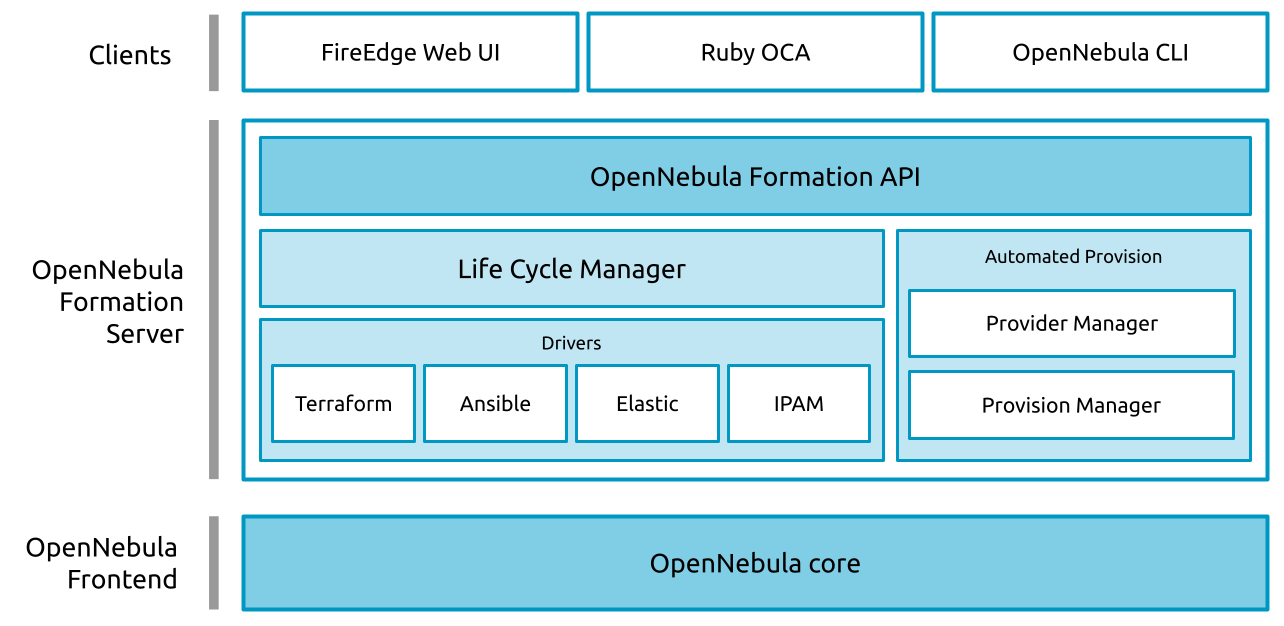 Clients
FireEdge Web UI
Ruby OCA
OpenNebula CLI
OpenNebula
Formation
Server
OpenNebula Formation API
Life Cycle Manager
Drivers
Terraform
Ansible
Elastic
IPAM
Automated Provision
Provider Manager
Provision Manager
OpenNebula
Frontend
OpenNebula core